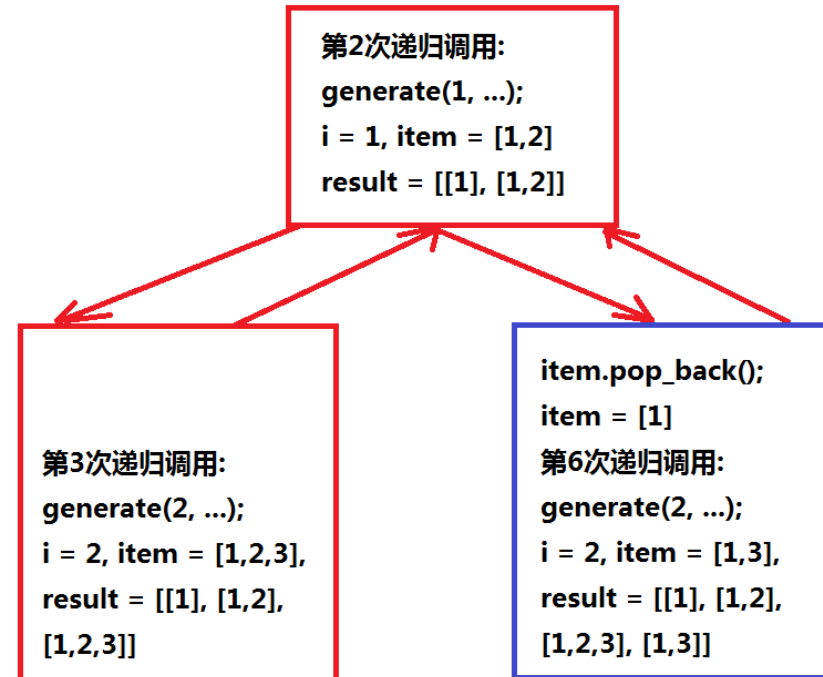 第2次递归调用:
generate(1, ...);
i = 1, item = [1,2]
result = [[1], [1,2]]
第3次递归调用:
generate(2, ...);
i = 2, item = [1,2,3],
result = [[1], [1,2],
[1,2,3]]
item.pop_back();
item = [1]
第6次递归调用:
generate(2, ...);
i = 2, item = [1,3],
result = [[1], [1,2],
[1,2,3], [1,3]]